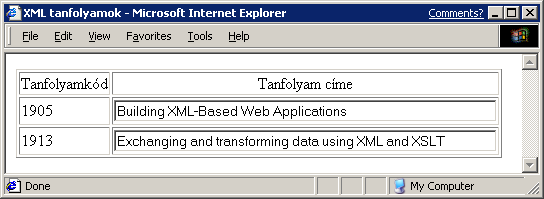 XML tanfolyamok - Microsoft Internet Explorer Comments?
File Edit View Favorites Tools Help
Tanfolyamkód Tanfolyam címe
1905 Building XML-Based Web Applications
1913 Exchanging and transforming data using XML and XSLT
Done My Computer